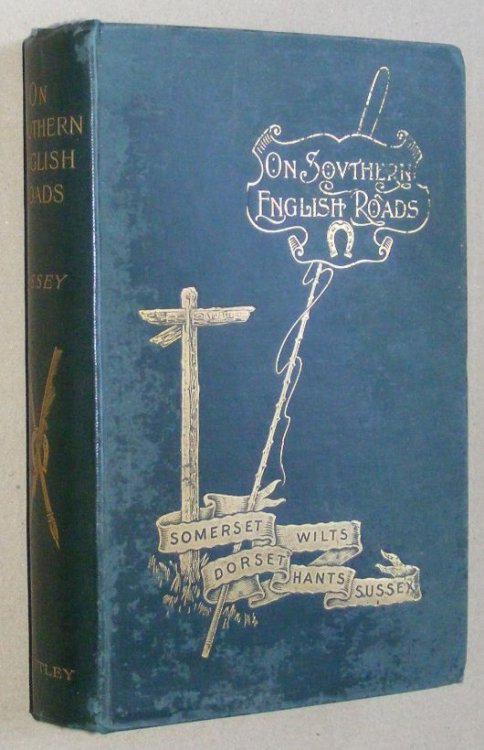 ON
UTHERN
GLISH
OADS
SSEY
TLEY
ON SOVTHERN
ENGLISH ROADS
SOMERSET WILTS
DORSET HANTS SUSSEX